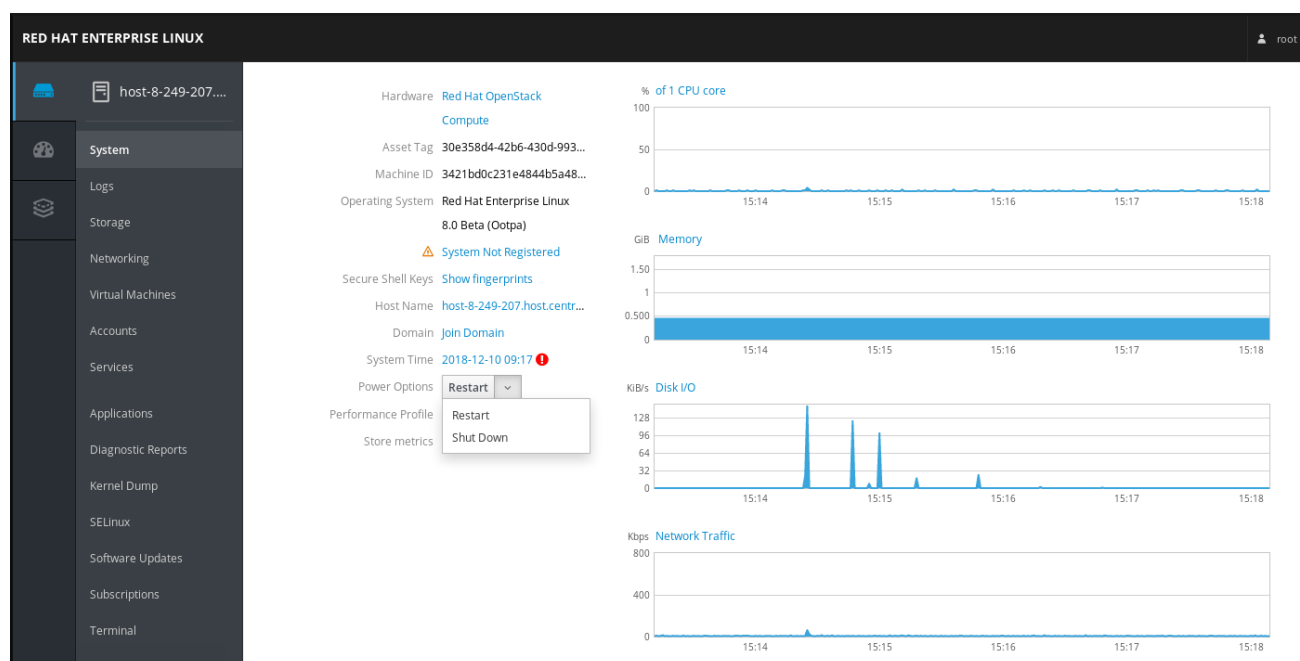 RED HAT ENTERPRISE LINUX
root
host-8-249-207....
System
Logs
Storage
Networking
Virtual Machines
Accounts
Services
Applications
Diagnostic Reports
Kernel Dump
SELinux
Software Updates
Subscriptions
Terminal
Hardware Red Hat OpenStack
Compute
Asset Tag 30e358d4-42b6-430d-993...
Machine ID 3421bd0c231e4844b5a48...
Operating System Red Hat Enterprise Linux
8.0 Beta (Ootpa)
System Not Registered
Secure Shell Keys Show fingerprints
Host Name host-8-249-207.host.centr...
Domain Join Domain
System Time 2018-12-10 09:17
Power Options Restart
Performance Profile
Restart
Store metrics
Shut Down
% of 1 CPU core
100
50
0
15:14 15:15 15:16 15:17 15:18
GiB Memory
1.50
1
0.500
0
15:14 15:15 15:16 15:17 15:18
KiB/s Disk I/O
128
96
64
32
0
15:14 15:15 15:16 15:17 15:18
Kbps Network Traffic
800
400
0
15:14 15:15 15:16 15:17 15:18